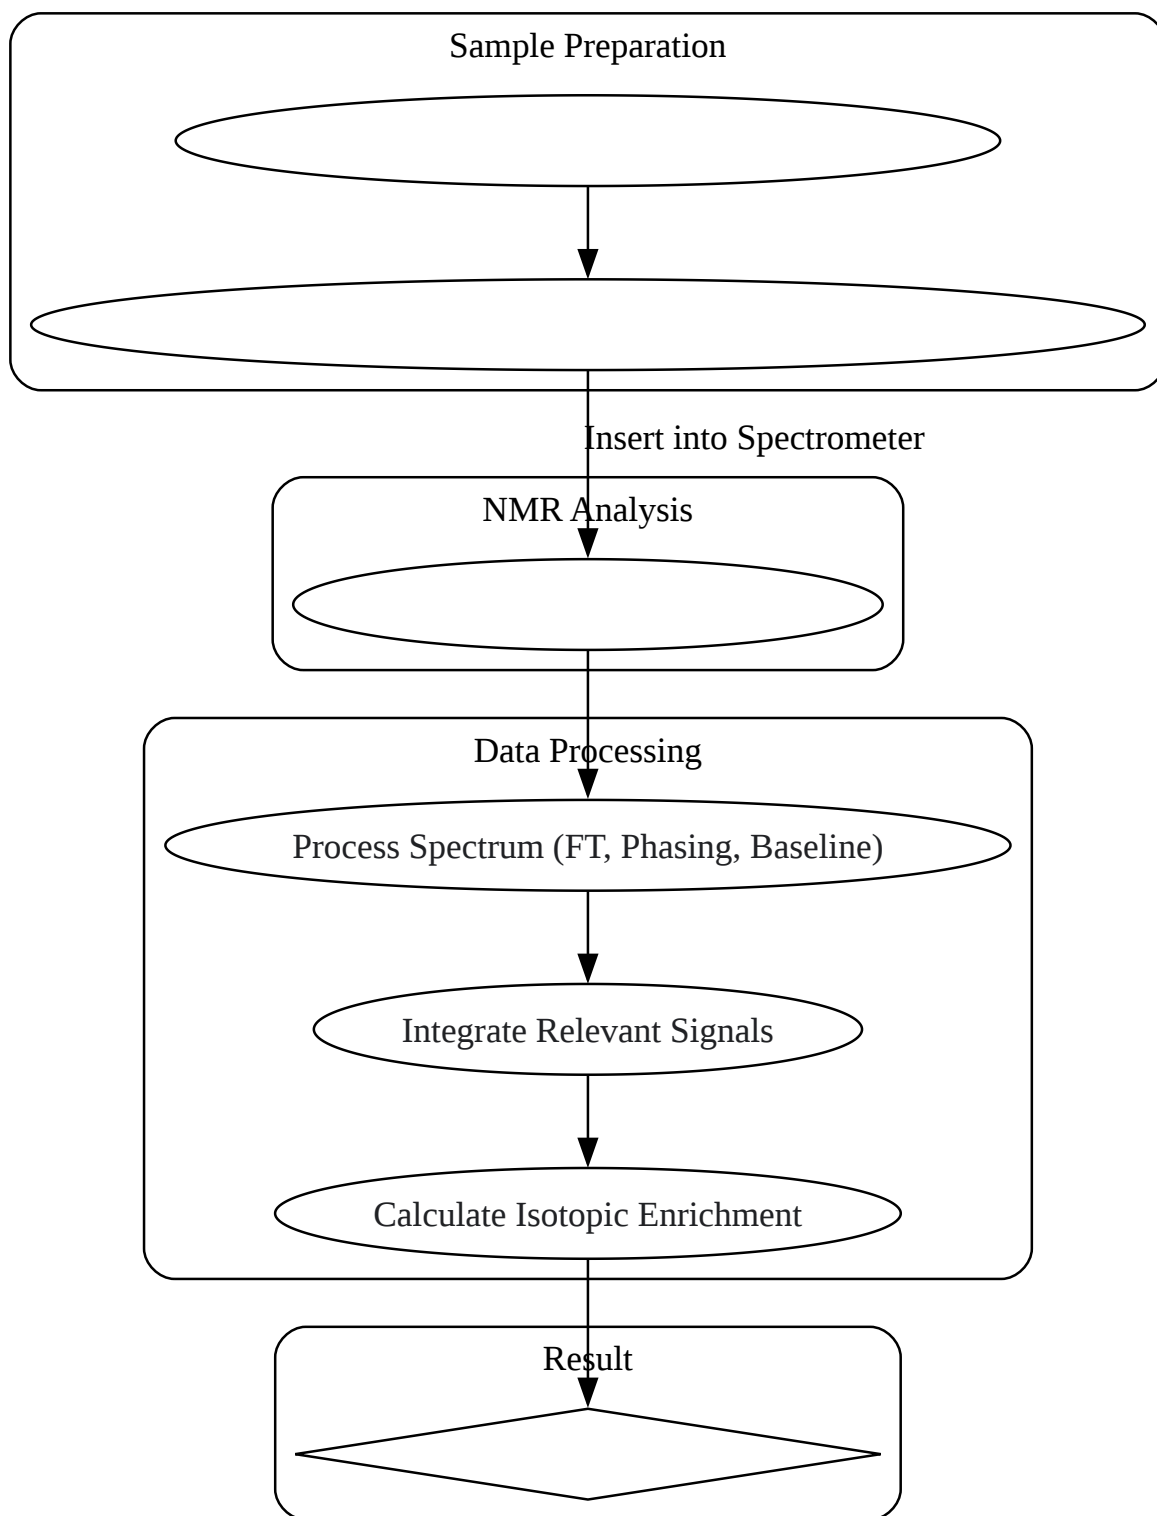 Sample Preparation
Insert into Spectrometer
NMR Analysis
Data Processing
Process Spectrum (FT, Phasing, Baseline)
Integrate Relevant Signals
Calculate Isotopic Enrichment
Result